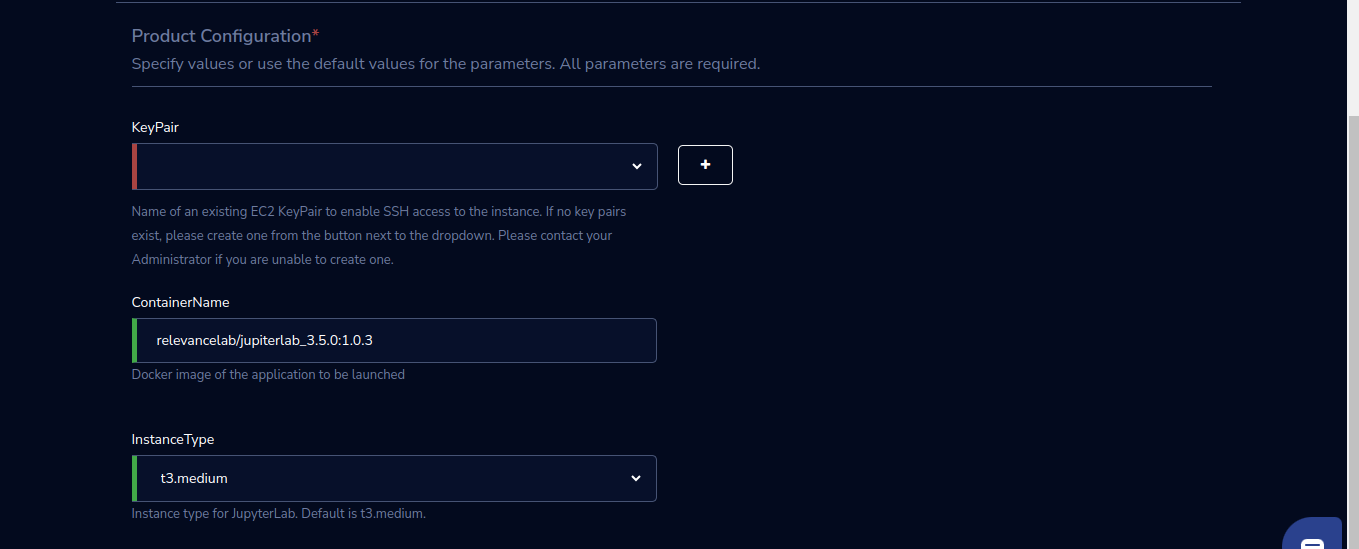 Product Configuration*
Specify values or use the default values for the parameters. All parameters are required.
KeyPair
+
Name of an existing EC2 KeyPair to enable SSH access to the instance. If no key pairs
exist, please create one from the button next to the dropdown. Please contact your
Administrator if you are unable to create one.
ContainerName
relevancelab/jupiterlab_3.5.0:1.0.3
Docker image of the application to be launched
InstanceType
t3.medium
Instance type for JupyterLab. Default is t3.medium.